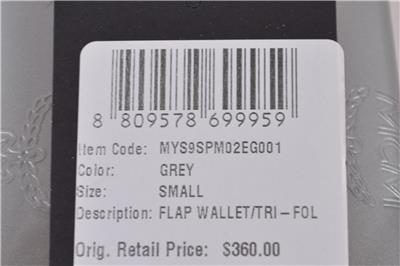 8 809578 699959
Item Code: MYS9SPM02EG001
Color: GREY
Size: SMALL
Description: FLAP WALLET/TRI-FOL
Orig. Retail Price: $360.00
MCM